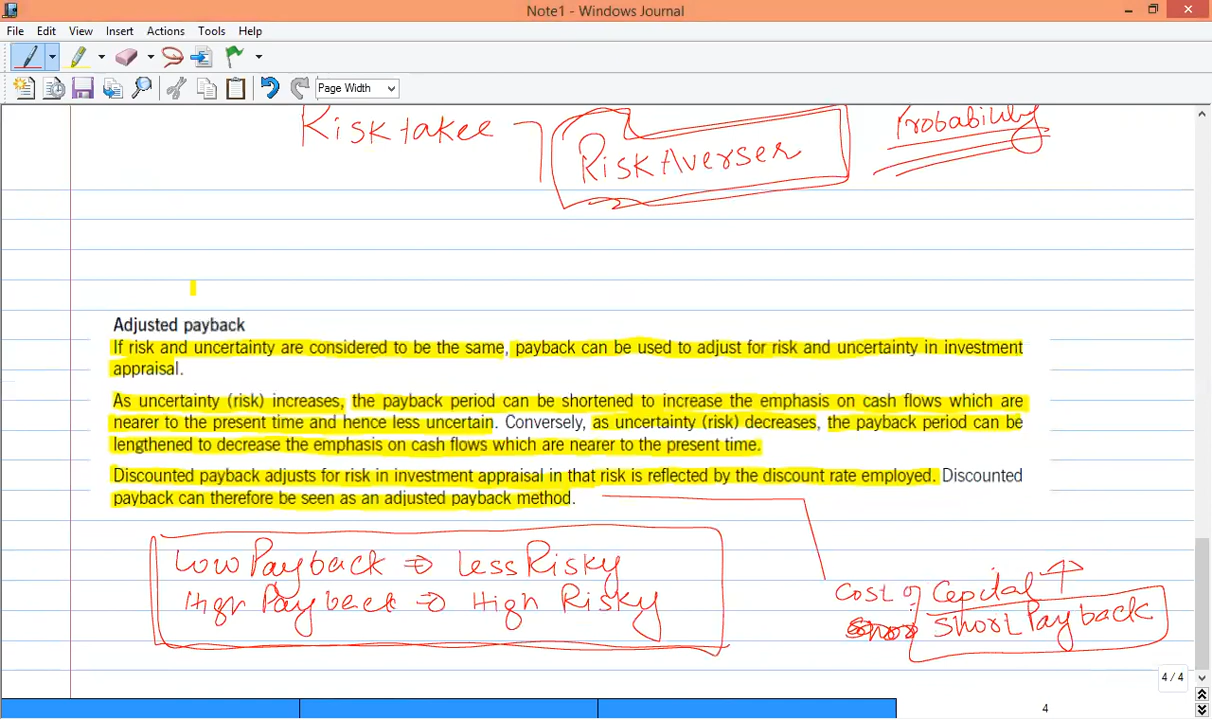 Note1 - Windows Journal
File Edit View Insert Actions Tools Help
Page Width
Risk takee
Risk Averser
Probability
Adjusted payback
If risk and uncertainty are considered to be the same, payback can be used to adjust for risk and uncertainty in investment
appraisal.
As uncertainty (risk) increases, the payback period can be shortened to increase the emphasis on cash flows which are
nearer to the present time and hence less uncertain. Conversely, as uncertainty (risk) decreases, the payback period can be
lengthened to decrease the emphasis on cash flows which are nearer to the present time.
Discounted payback adjusts for risk in investment appraisal in that risk is reflected by the discount rate employed. Discounted
payback can therefore be seen as an adjusted payback method.
Low Payback ⇒ less Risky
High Payback ⇒ High Risky
Cost of Cepital ↑
Short Payback
4 / 4
4